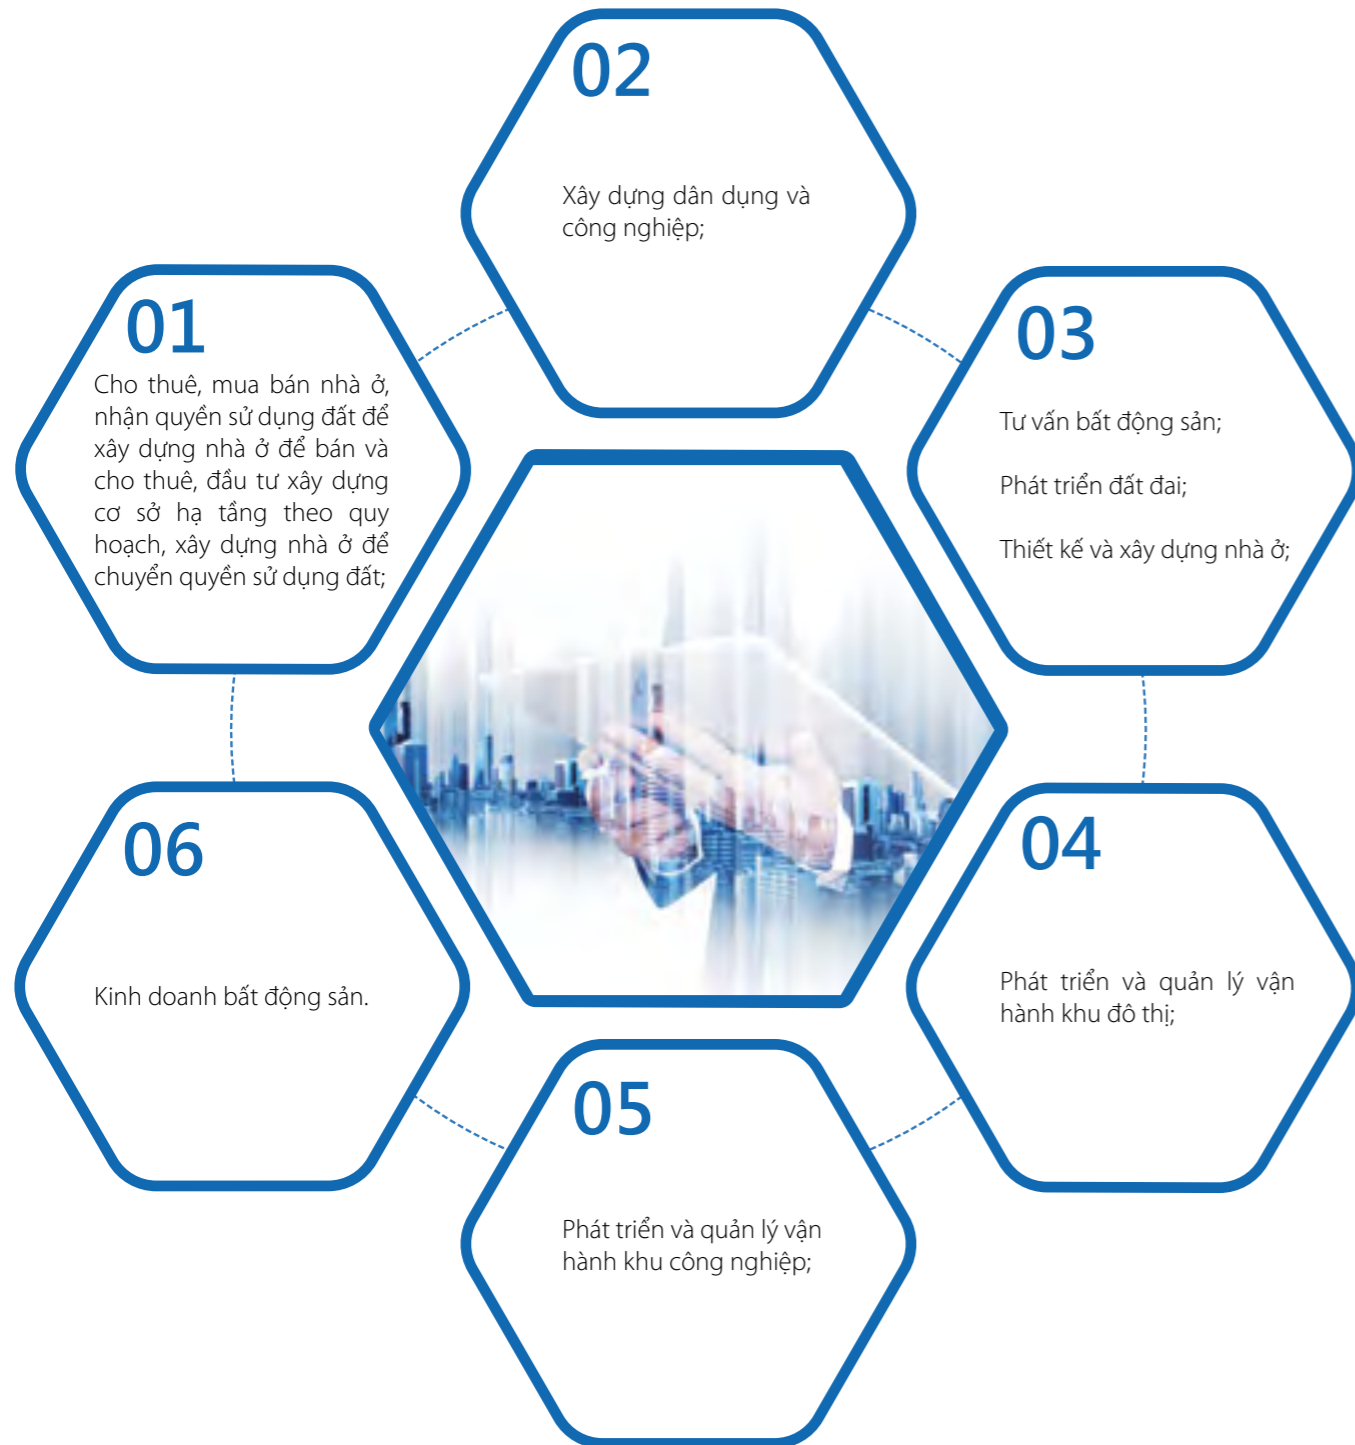 01
Cho thuê, mua bán nhà ở,
nhận quyền sử dụng đất để
xây dựng nhà ở để bán và
cho thuê, đầu tư xây dựng
cơ sở hạ tầng theo quy
hoạch, xây dựng nhà ở để
chuyển quyền sử dụng đất;
02
Xây dựng dân dụng và
công nghiệp;
03
Tư vấn bất động sản;
Phát triển đất đai;
Thiết kế và xây dựng nhà ở;
04
Phát triển và quản lý vận
hành khu đô thị;
05
Phát triển và quản lý vận
hành khu công nghiệp;
06
Kinh doanh bất động sản.